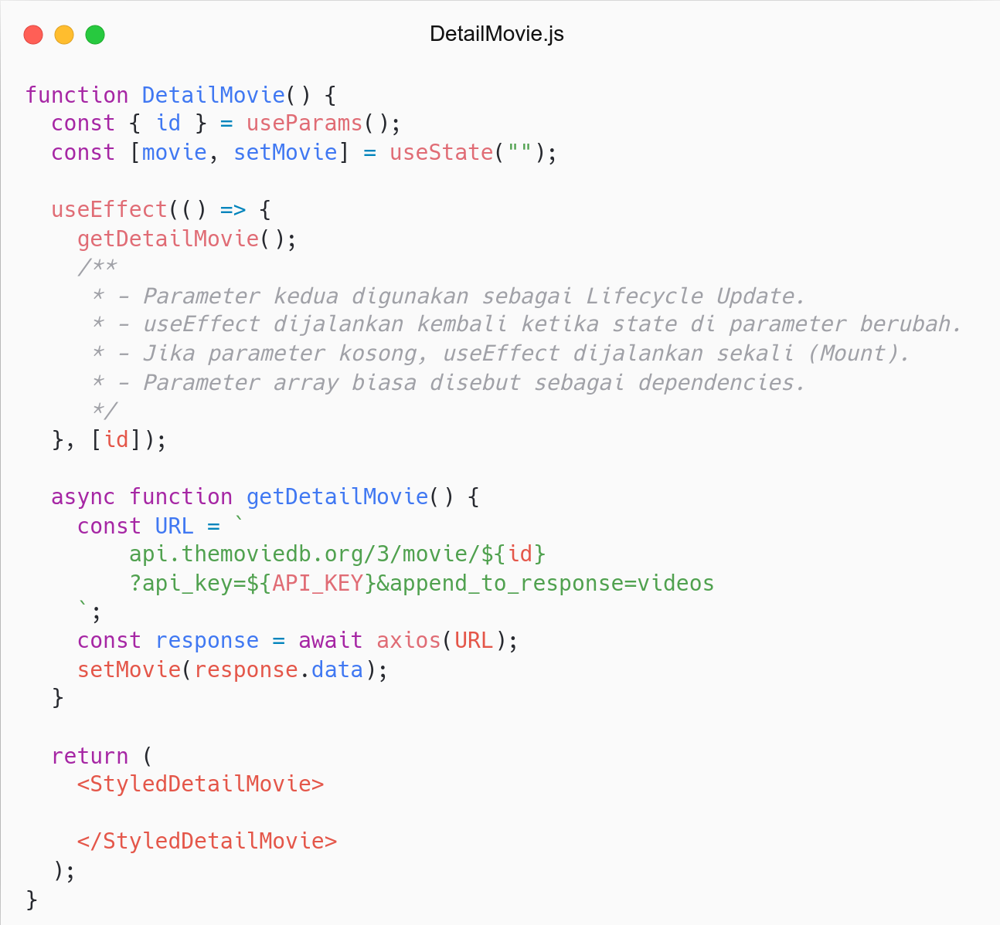 DetailMovie.js
function DetailMovie() {
  const { id } = useParams();
  const [movie, setMovie] = useState("");

  useEffect(() => {
    getDetailMovie();
    /**
     * - Parameter kedua digunakan sebagai Lifecycle Update.
     * - useEffect dijalankan kembali ketika state di parameter berubah.
     * - Jika parameter kosong, useEffect dijalankan sekali (Mount).
     * - Parameter array biasa disebut sebagai dependencies.
     */
  }, [id]);

  async function getDetailMovie() {
    const URL = `
        api.themoviedb.org/3/movie/${id}
        ?api_key=${API_KEY}&append_to_response=videos
    `;
    const response = await axios(URL);
    setMovie(response.data);
  }

  return (
    <StyledDetailMovie>

    </StyledDetailMovie>
  );
}